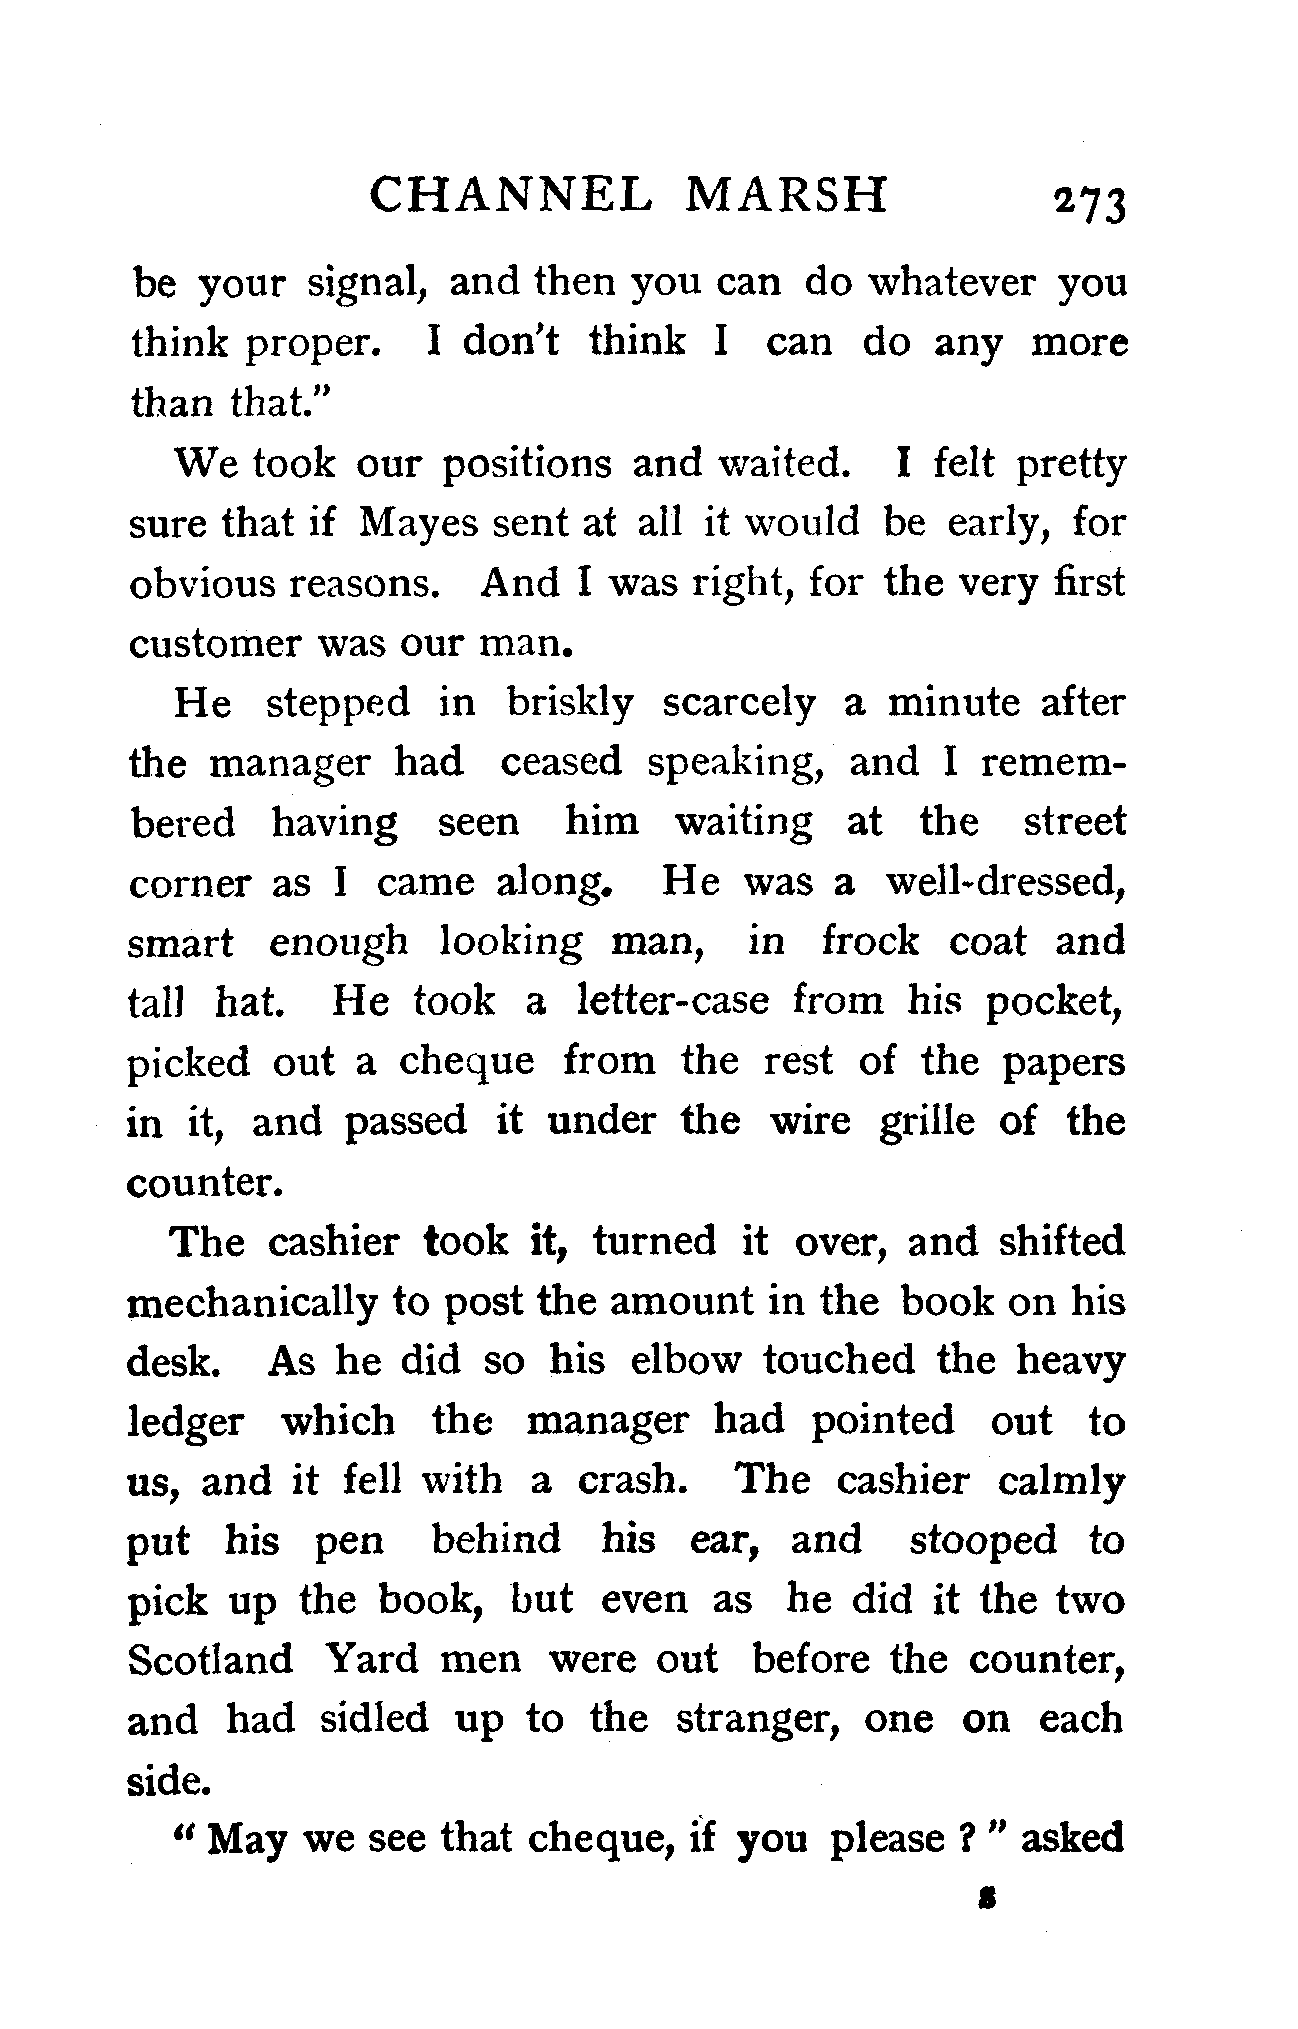 CHANNEL MARSH 273
be your signal, and then you can do whatever you
think proper. I don't think I can do any more
than that."
We took our positions and waited. I felt pretty
sure that if Mayes sent at all it would be early, for
obvious reasons. And I was right, for the very first
customer was our man.
He stepped in briskly scarcely a minute after
the manager had ceased speaking, and I remem-
bered having seen him waiting at the street
corner as I came along. He was a well-dressed,
smart enough looking man, in frock coat and
tall hat. He took a letter-case from his pocket,
picked out a cheque from the rest of the papers
in it, and passed it under the wire grille of the
counter.
The cashier took it, turned it over, and shifted
mechanically to post the amount in the book on his
desk. As he did so his elbow touched the heavy
ledger which the manager had pointed out to
us, and it fell with a crash. The cashier calmly
put his pen behind his ear, and stooped to
pick up the book, but even as he did it the two
Scotland Yard men were out before the counter,
and had sidled up to the stranger, one on each
side.
" May we see that cheque, if you please ? " asked
S